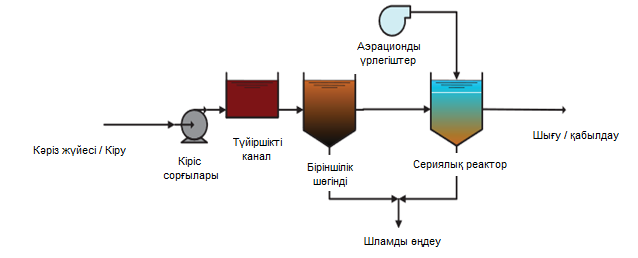 Аэрационды
үрлегіштер
Кәріз жүйесі / Кіру
Кіріс
сорғылары
Түйіршікті
канал
Біріншілік
шөгінді
Сериялық реактор
Шығу / қабылдау
Шламды өңдеу